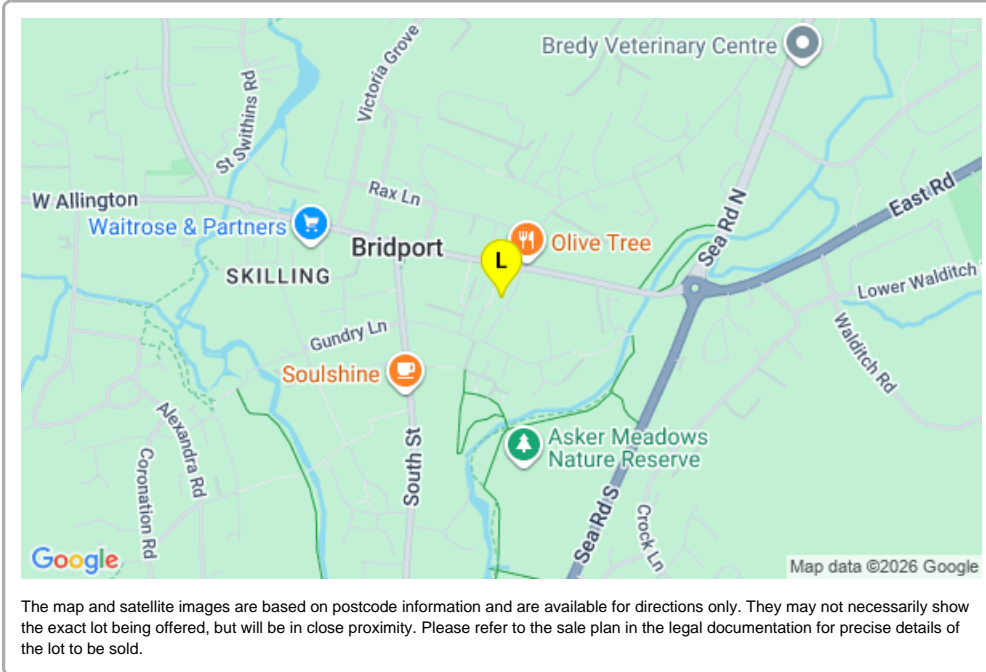 Bredy Veterinary Centre
Victoria Grove
St Swithins Rd
W Allington
Rax Ln
Waitrose & Partners
Bridport
Olive Tree
L
SKILLING
Sea Rd N
East Rd
Lower Walditch
Walditch Rd
Gundry Ln
Soulshine
Alexandra Rd
Coronation Rd
South St
Asker Meadows
Nature Reserve
Sea Rd S
Crock Ln
Google
Map data ©2026 Google
The map and satellite images are based on postcode information and are available for directions only. They may not necessarily show
the exact lot being offered, but will be in close proximity. Please refer to the sale plan in the legal documentation for precise details of
the lot to be sold.